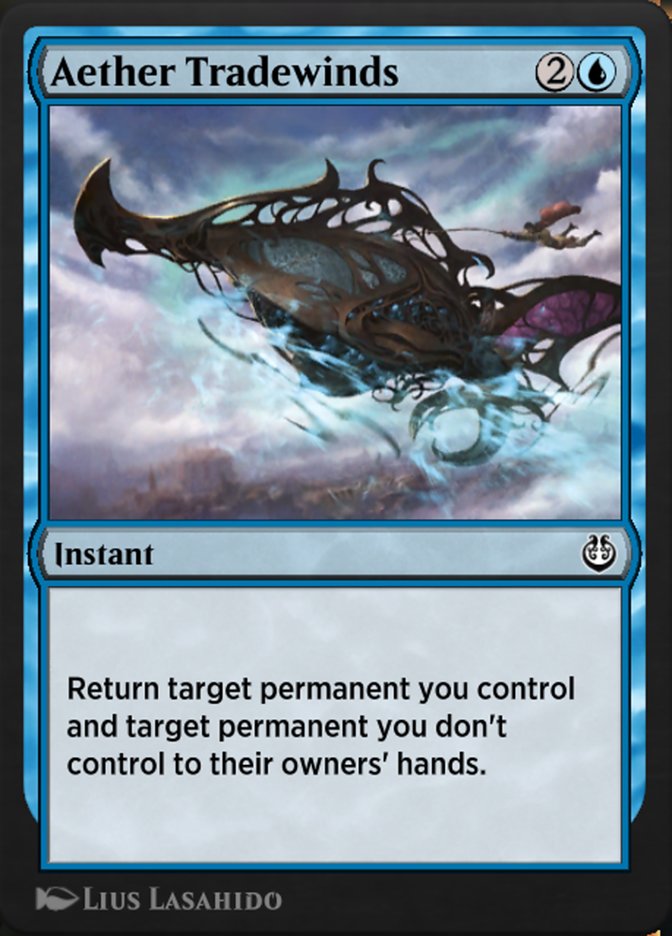 Aether Tradewinds 2
Instant
Return target permanent you control
and target permanent you don't
control to their owners' hands.
Lius Lasahido